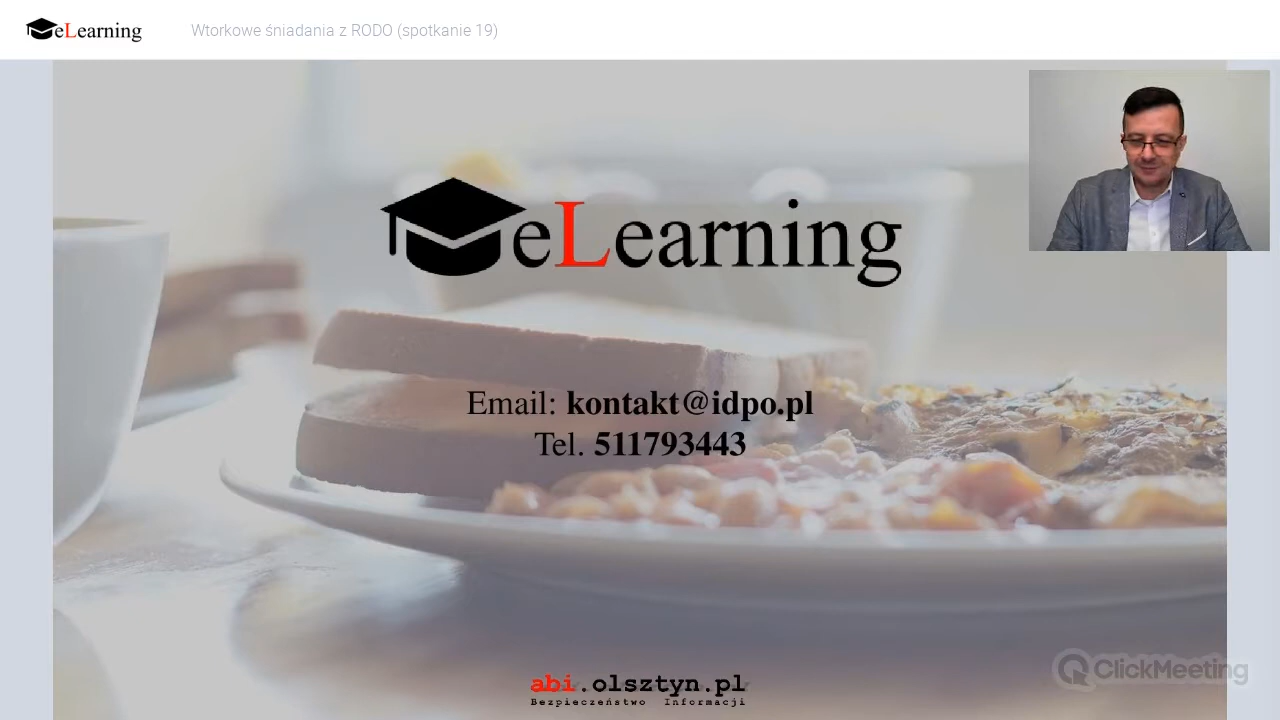 eLearning
Wtorkowe śniadania z RODO (spotkanie 19)
eLearning
Email: kontakt@idpo.pl
Tel. 511793443
ClickMeeting
abi.olsztyn.pl
Bezpieczeństwo Informacji